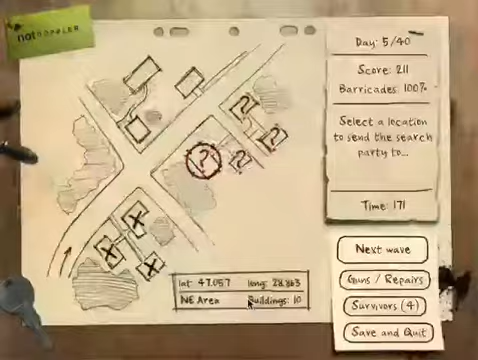 notDOPPLER
Day: 5/40
Score: 211
Barricades: 100%
Select a location
to send the search
party to...
Time: 171
?
?
?
?
X
X
X
lat: 47.057 long: 28.863
NE Area Buildings: 10
Next wave
Guns / Repairs
Survivors (4)
Save and Quit